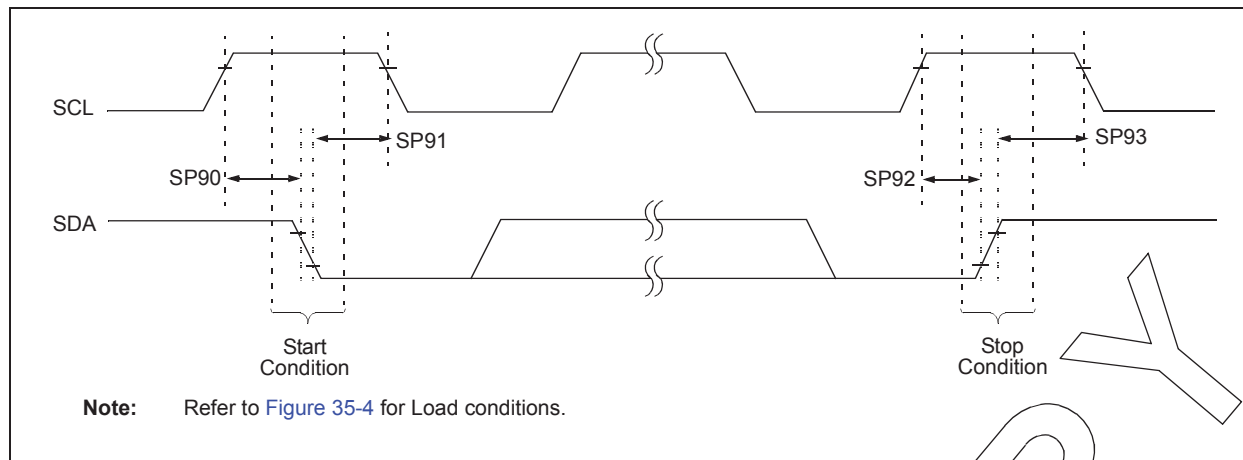 SCL
SP91
SP93
SP90
SP92
SDA
Start
Condition
Stop
Condition
Note: Refer to Figure 35-4 for Load conditions.